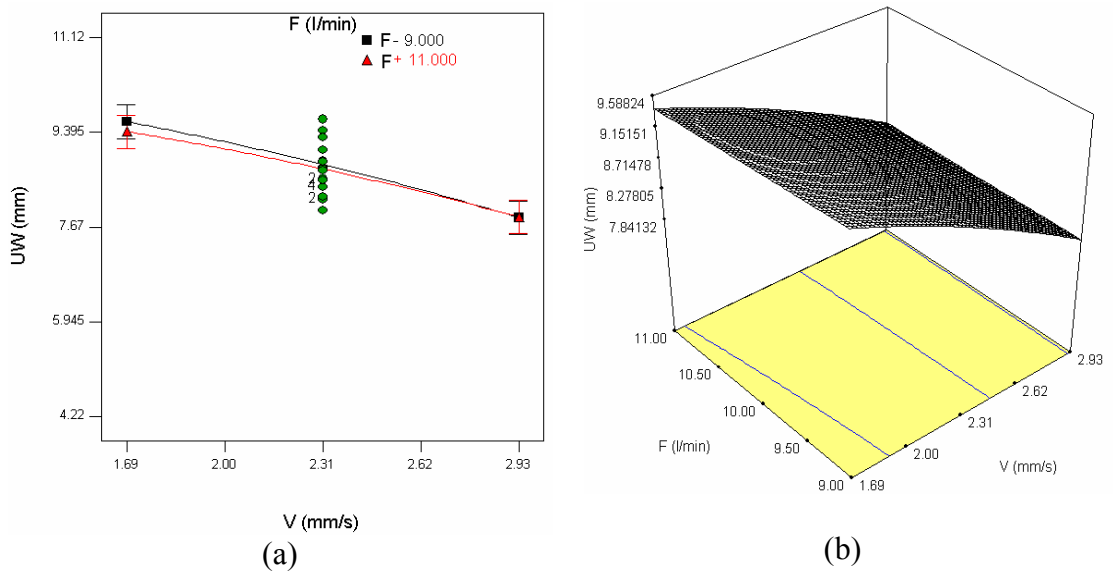 F (l/min)
F - 9.000
F + 11.000
11.12
9.395
7.67
5.945
4.22
UW (mm)
2
4
2
1.69
2.00
2.31
2.62
2.93
V (mm/s)
(a)
9.58824
9.15151
8.71478
8.27805
7.84132
UW (mm)
11.00
10.50
10.00
9.50
9.00
F (l/min)
1.69
2.00
2.31
2.62
2.93
V (mm/s)
(b)